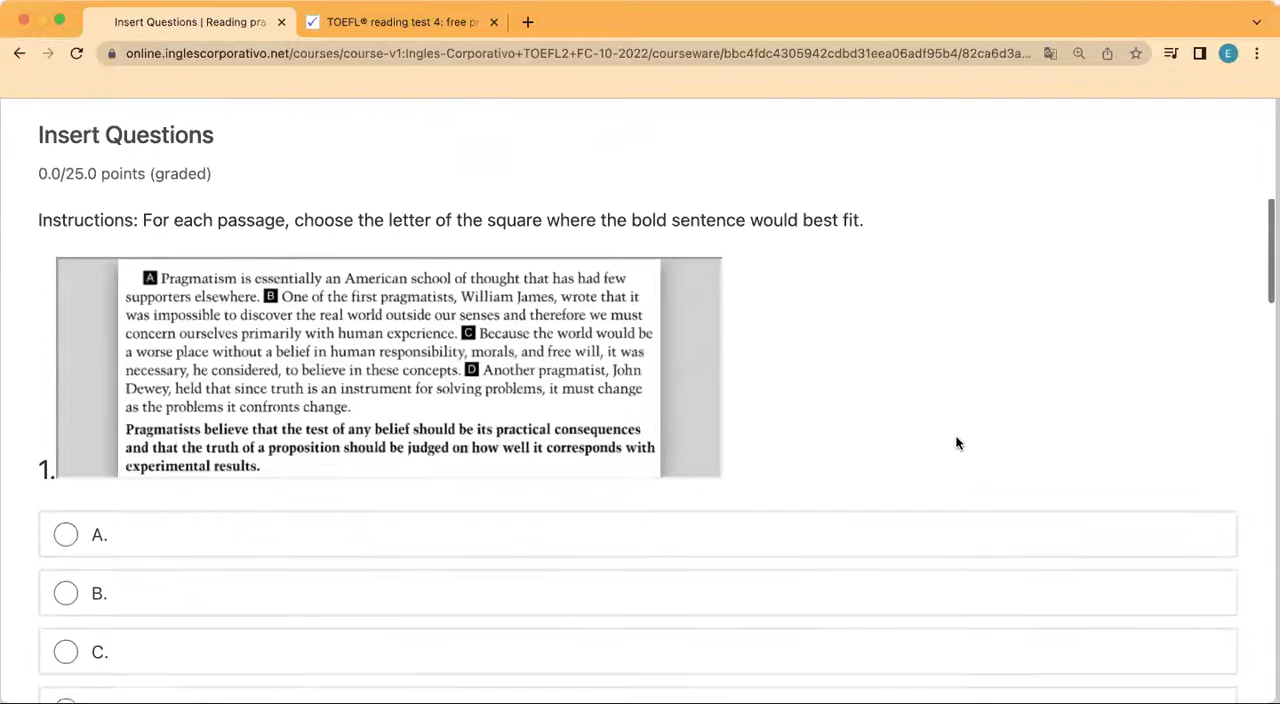 Insert Questions | Reading pra
TOEFL® reading test 4: free pr
online.inglescorporativo.net/courses/course-v1:Ingles-Corporativo+TOEFL2+FC-10-2022/courseware/bbc4fdc4305942cdbd31eea06adf95b4/82ca6d3a...
E
Insert Questions
0.0/25.0 points (graded)
Instructions: For each passage, choose the letter of the square where the bold sentence would best fit.
A Pragmatism is essentially an American school of thought that has had few
supporters elsewhere. B One of the first pragmatists, William James, wrote that it
was impossible to discover the real world outside our senses and therefore we must
concern ourselves primarily with human experience. C Because the world would be
a worse place without a belief in human responsibility, morals, and free will, it was
necessary, he considered, to believe in these concepts. D Another pragmatist, John
Dewey, held that since truth is an instrument for solving problems, it must change
as the problems it confronts change.
Pragmatists believe that the test of any belief should be its practical consequences
and that the truth of a proposition should be judged on how well it corresponds with
experimental results.
1.
A.
B.
C.